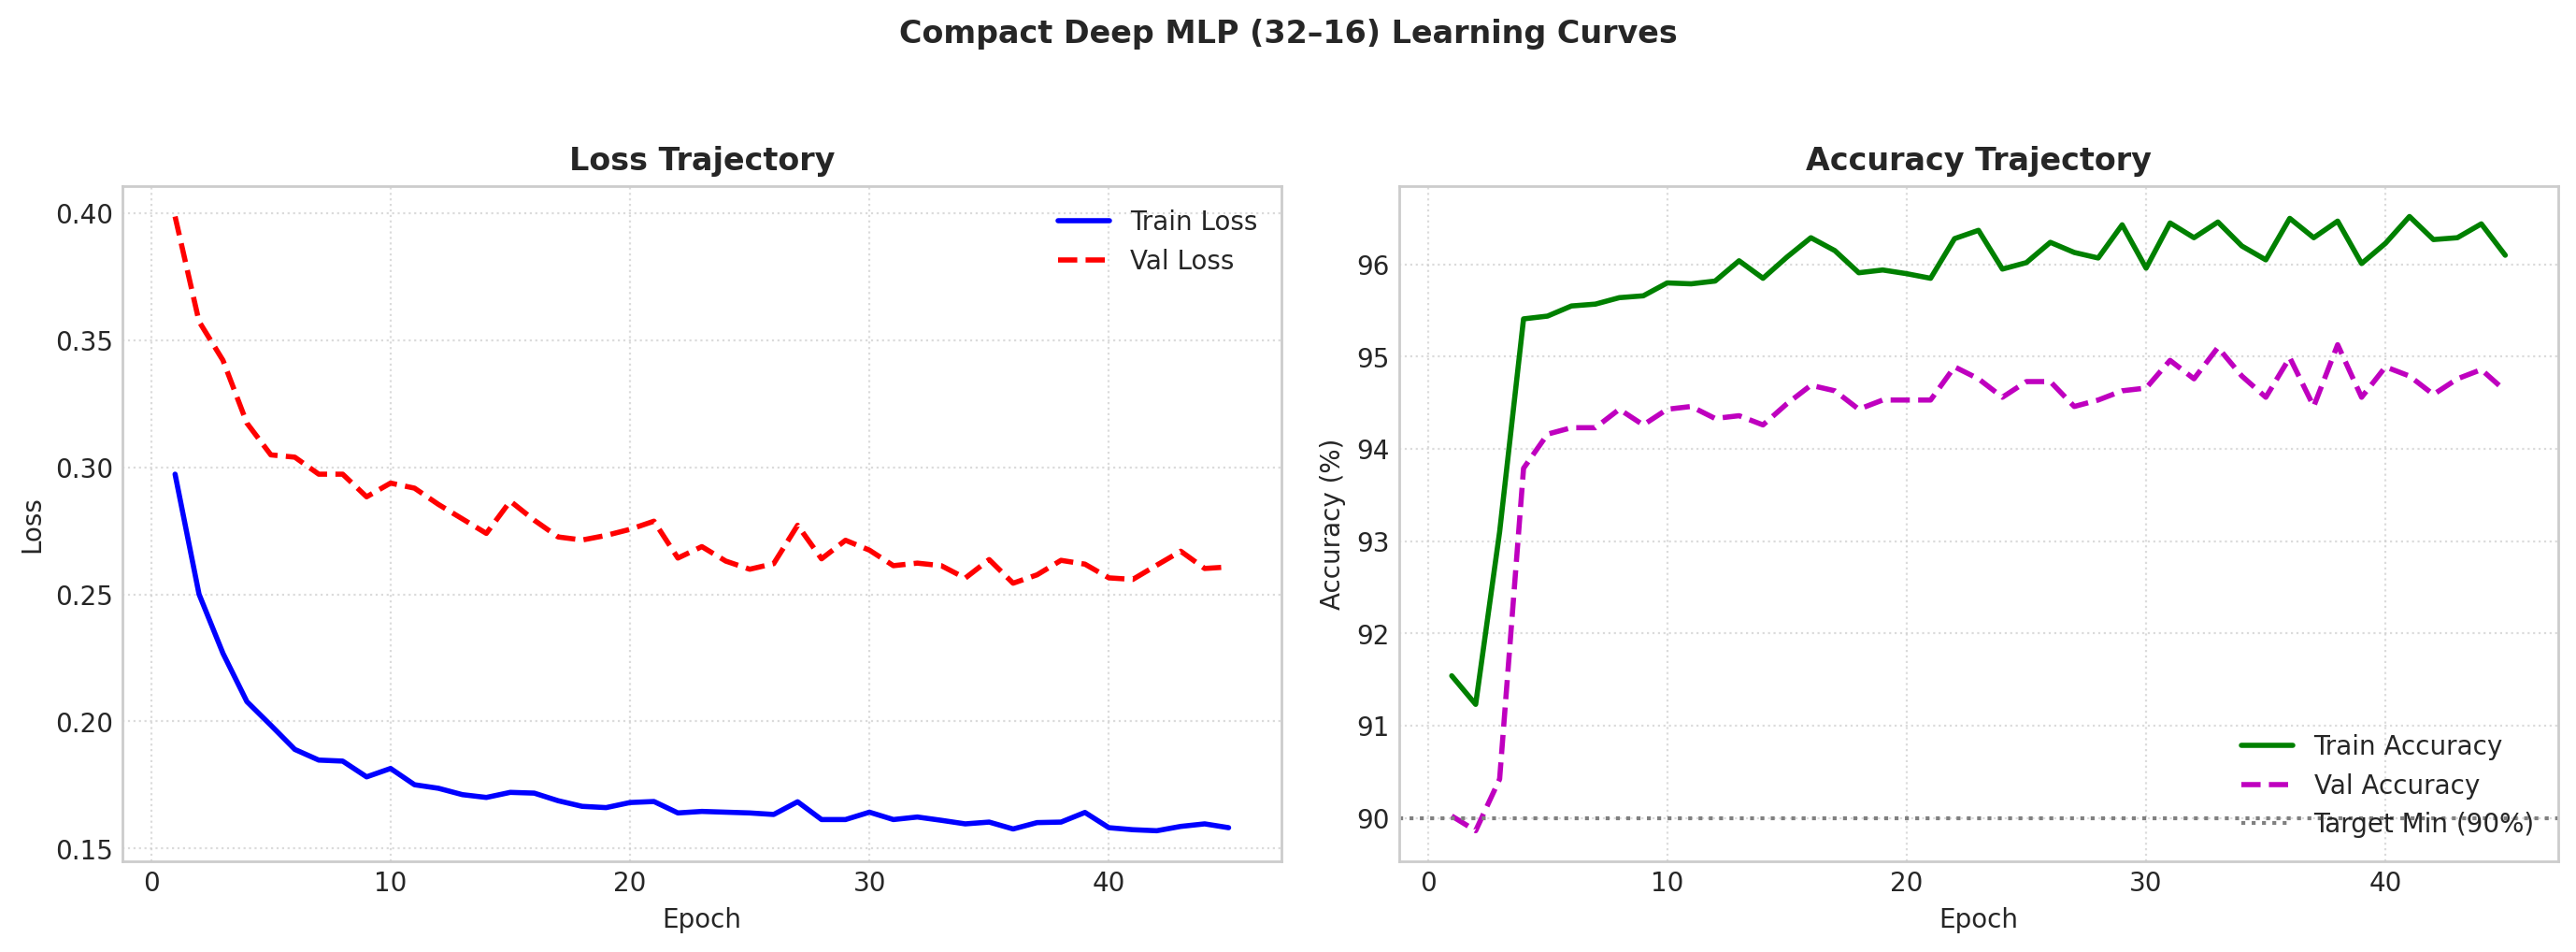 Compact Deep MLP (32–16) Learning Curves
Loss Trajectory
0.40
0.35
0.30
0.25
0.20
0.15
Loss
0 10 20 30 40
Epoch
Train Loss
Val Loss
Accuracy Trajectory
96
95
94
93
92
91
90
Accuracy (%)
0 10 20 30 40
Epoch
Train Accuracy
Val Accuracy
Target Min (90%)